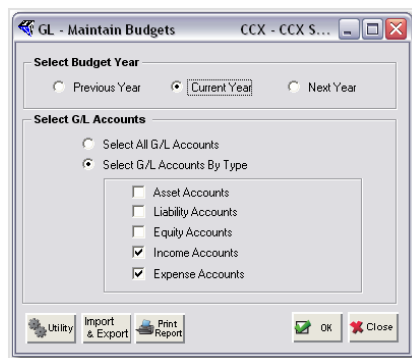 GL - Maintain Budgets CCX - CCX S...
Select Budget Year
Previous Year Current Year Next Year
Select G/L Accounts
Select All G/L Accounts
Select G/L Accounts By Type
Asset Accounts
Liability Accounts
Equity Accounts
Income Accounts
Expense Accounts
Utility Import & Export Print Report OK Close